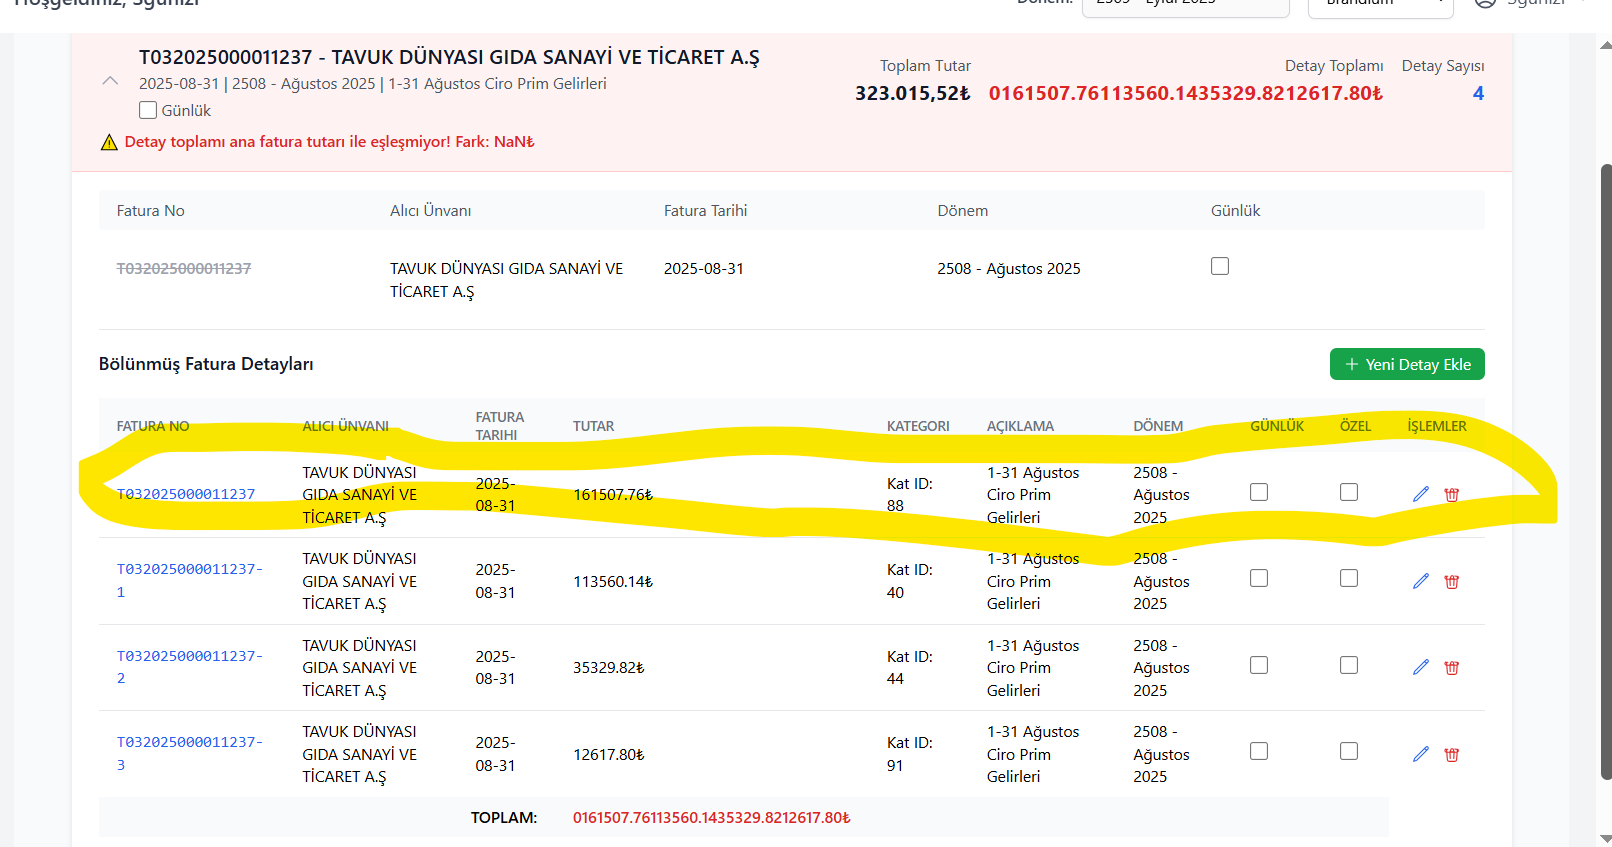 T032025000011237 - TAVUK DÜNYASI GIDA SANAYİ VE TİCARET A.Ş
2025-08-31 | 2508 - Ağustos 2025 | 1-31 Ağustos Ciro Prim Gelirleri
Günlük
Toplam Tutar
323.015,52₺
Detay Toplamı
0161507.76113560.1435329.8212617.80₺
Detay Sayısı
4
Detay toplamı ana fatura tutarı ile eşleşmiyor! Fark: NaN₺
Fatura No Alıcı Ünvanı Fatura Tarihi Dönem Günlük
T032025000011237 TAVUK DÜNYASI GIDA SANAYİ VE 2025-08-31 2508 - Ağustos 2025
TİCARET A.Ş
Bölünmüş Fatura Detayları
+ Yeni Detay Ekle
FATURA NO ALICI ÜNVANI FATURA TARIHI TUTAR KATEGORI AÇIKLAMA DÖNEM GÜNLÜK ÖZEL İŞLEMLER
TAVUK DÜNYASI 1-31 Ağustos 2508 -
2025- Kat ID:
T032025000011237 GIDA SANAYİ VE 161507.76₺ Ciro Prim Ağustos
08-31 88
TİCARET A.Ş Gelirleri 2025
TAVUK DÜNYASI 1-31 Ağustos 2508 -
T032025000011237- 2025- Kat ID:
GIDA SANAYİ VE 113560.14₺ Ciro Prim Ağustos
1 08-31 40
TİCARET A.Ş Gelirleri 2025
TAVUK DÜNYASI 1-31 Ağustos 2508 -
T032025000011237- 2025- Kat ID:
GIDA SANAYİ VE 35329.82₺ Ciro Prim Ağustos
2 08-31 44
TİCARET A.Ş Gelirleri 2025
TAVUK DÜNYASI 1-31 Ağustos 2508 -
T032025000011237- 2025- Kat ID:
GIDA SANAYİ VE 12617.80₺ Ciro Prim Ağustos
3 08-31 91
TİCARET A.Ş Gelirleri 2025
TOPLAM: 0161507.76113560.1435329.8212617.80₺